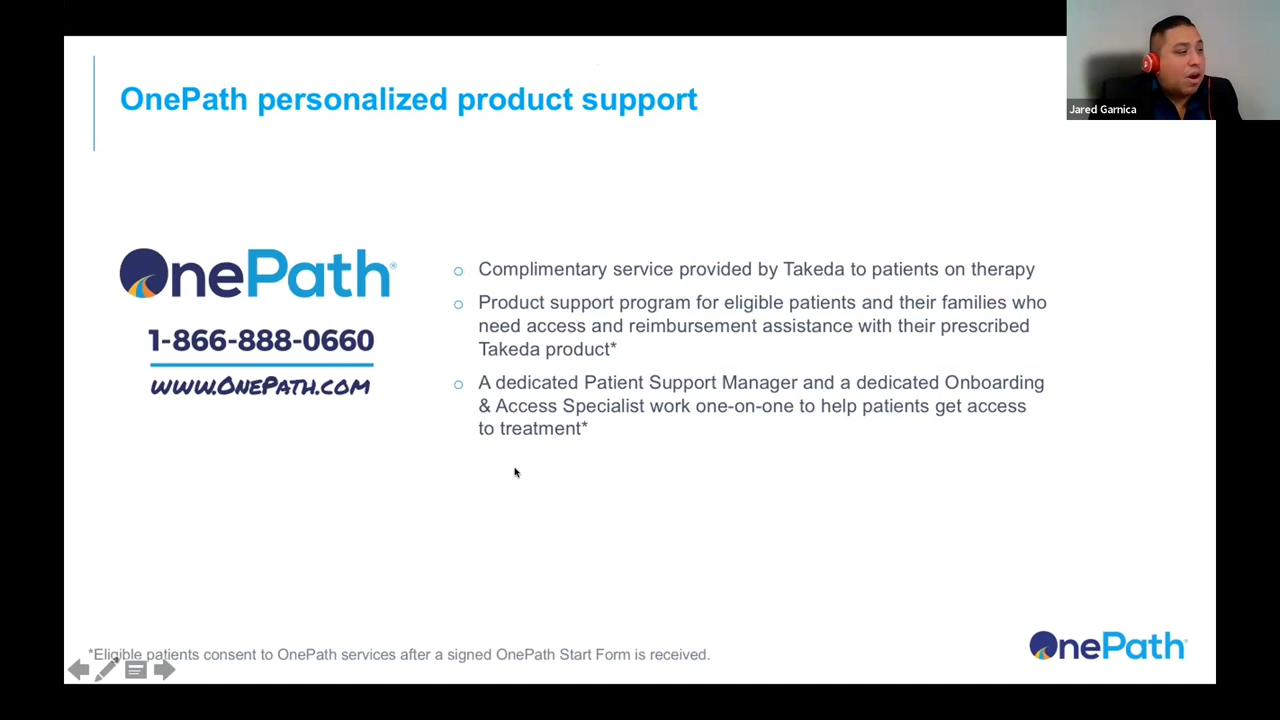 OnePath personalized product support
Jared Garnica
OnePath®
1-866-888-0660
www.OnePath.com
o Complimentary service provided by Takeda to patients on therapy
o Product support program for eligible patients and their families who
need access and reimbursement assistance with their prescribed
Takeda product*
o A dedicated Patient Support Manager and a dedicated Onboarding
& Access Specialist work one-on-one to help patients get access
to treatment*
*Eligible patients consent to OnePath services after a signed OnePath Start Form is received.
OnePath®